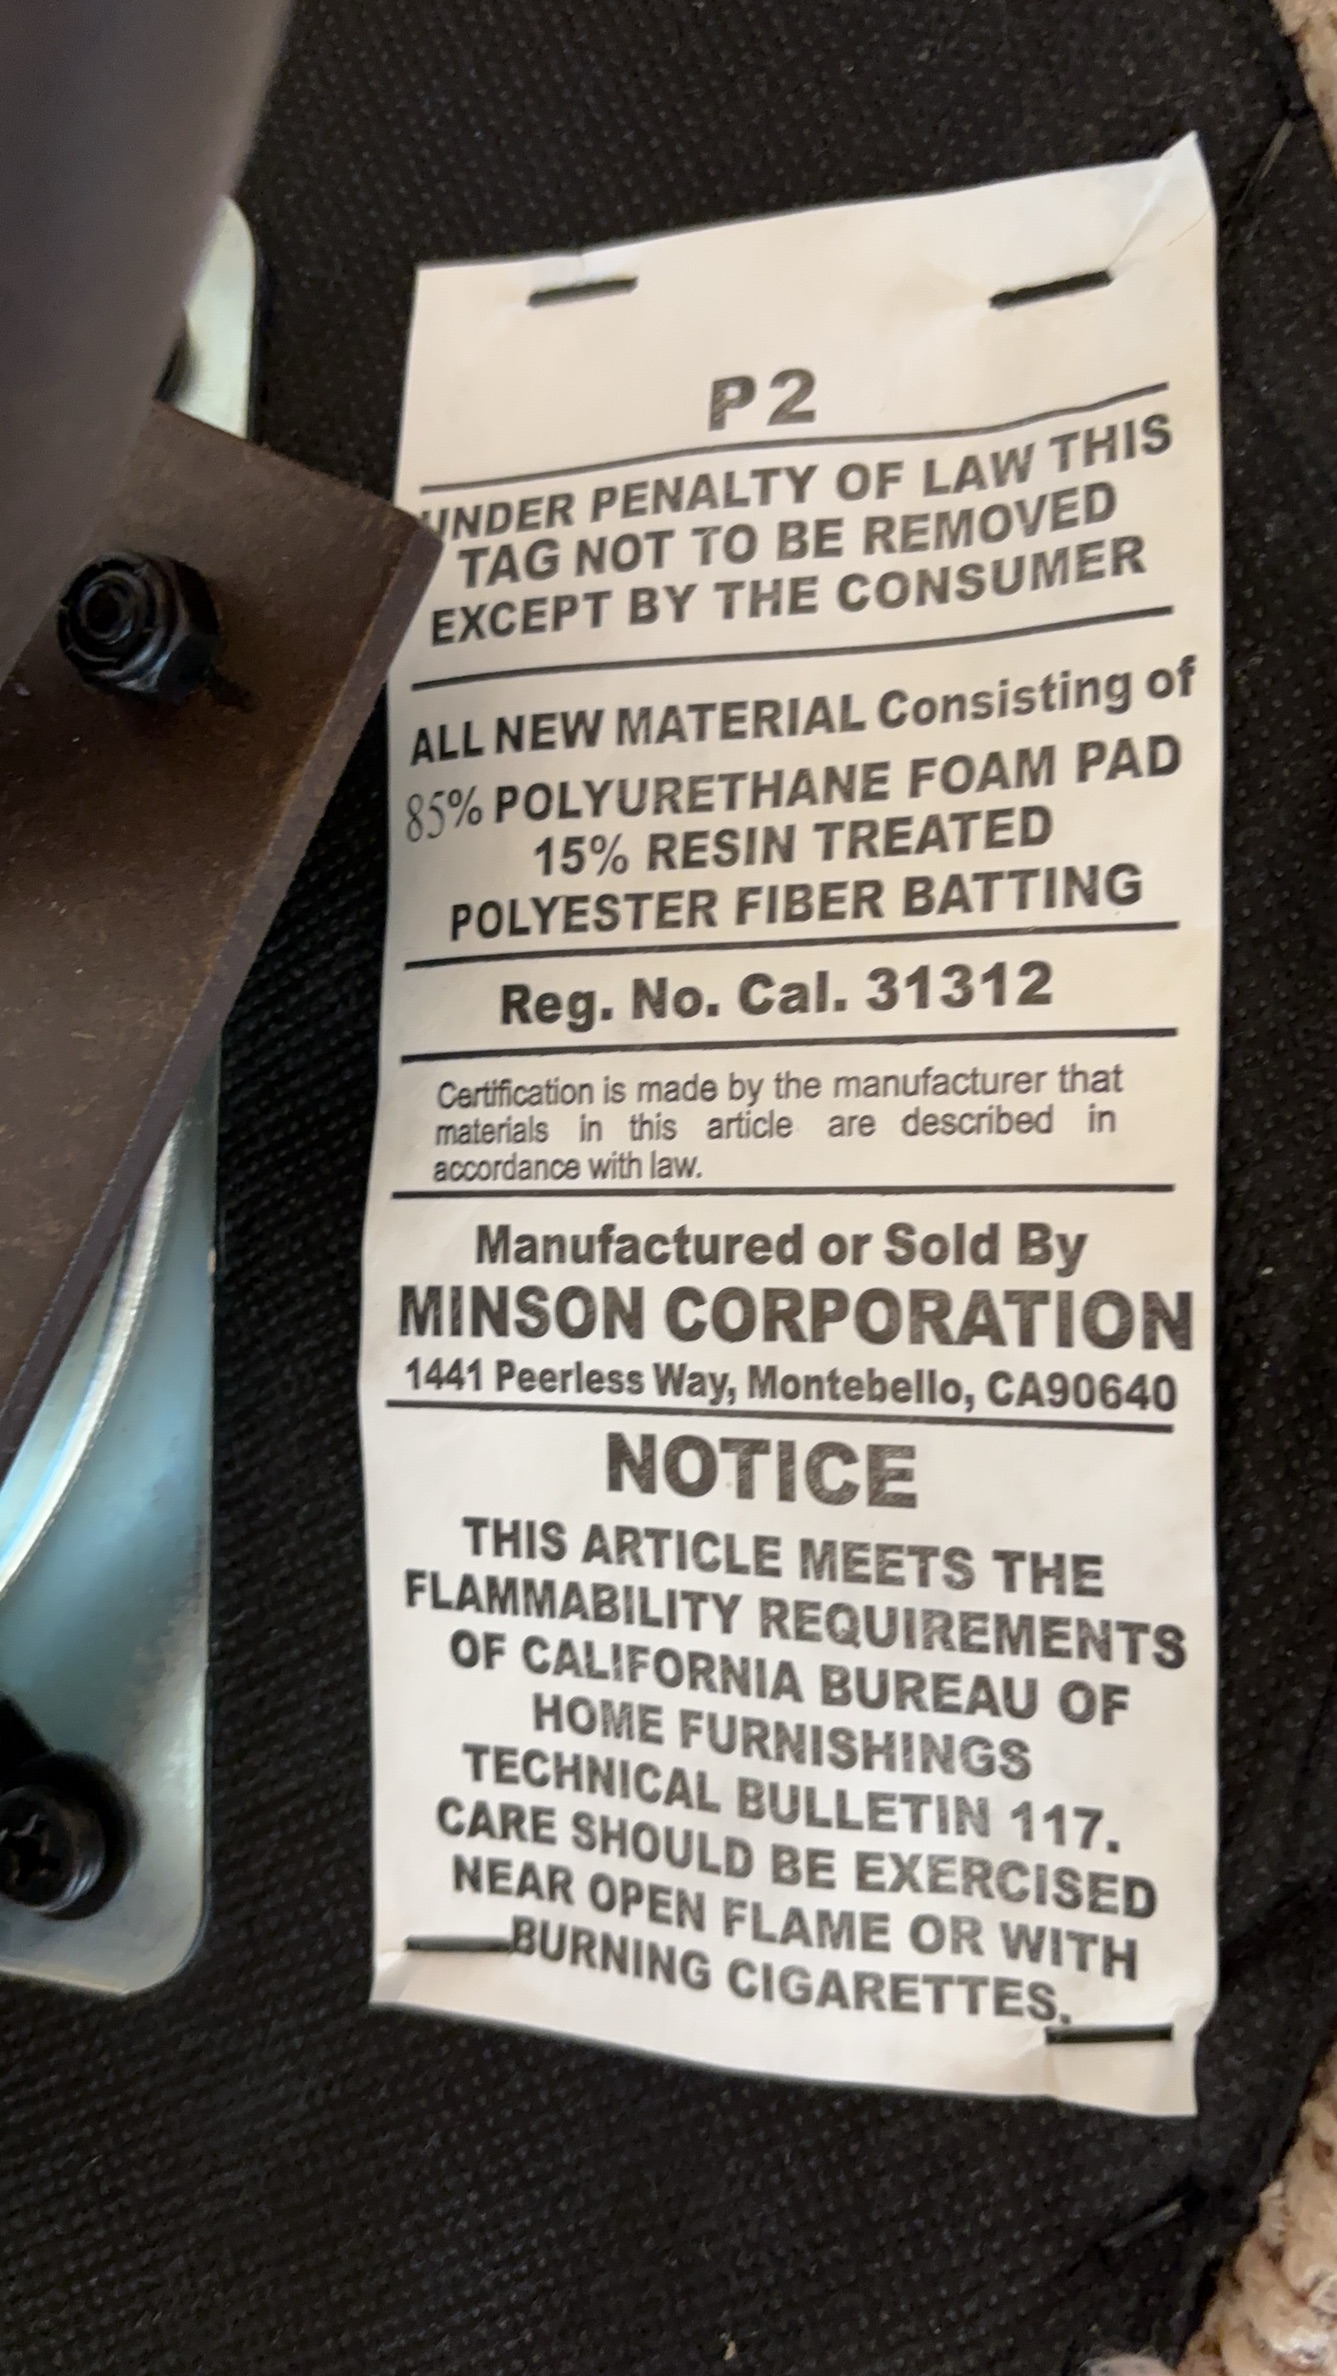 P2
UNDER PENALTY OF LAW THIS
TAG NOT TO BE REMOVED
EXCEPT BY THE CONSUMER
ALL NEW MATERIAL Consisting of
85% POLYURETHANE FOAM PAD
15% RESIN TREATED
POLYESTER FIBER BATTING
Reg. No. Cal. 31312
Certification is made by the manufacturer that
materials in this article are described in
accordance with law.
Manufactured or Sold By
MINSON CORPORATION
1441 Peerless Way, Montebello, CA90640
NOTICE
THIS ARTICLE MEETS THE
FLAMMABILITY REQUIREMENTS
OF CALIFORNIA BUREAU OF
HOME FURNISHINGS
TECHNICAL BULLETIN 117.
CARE SHOULD BE EXERCISED
NEAR OPEN FLAME OR WITH
BURNING CIGARETTES.